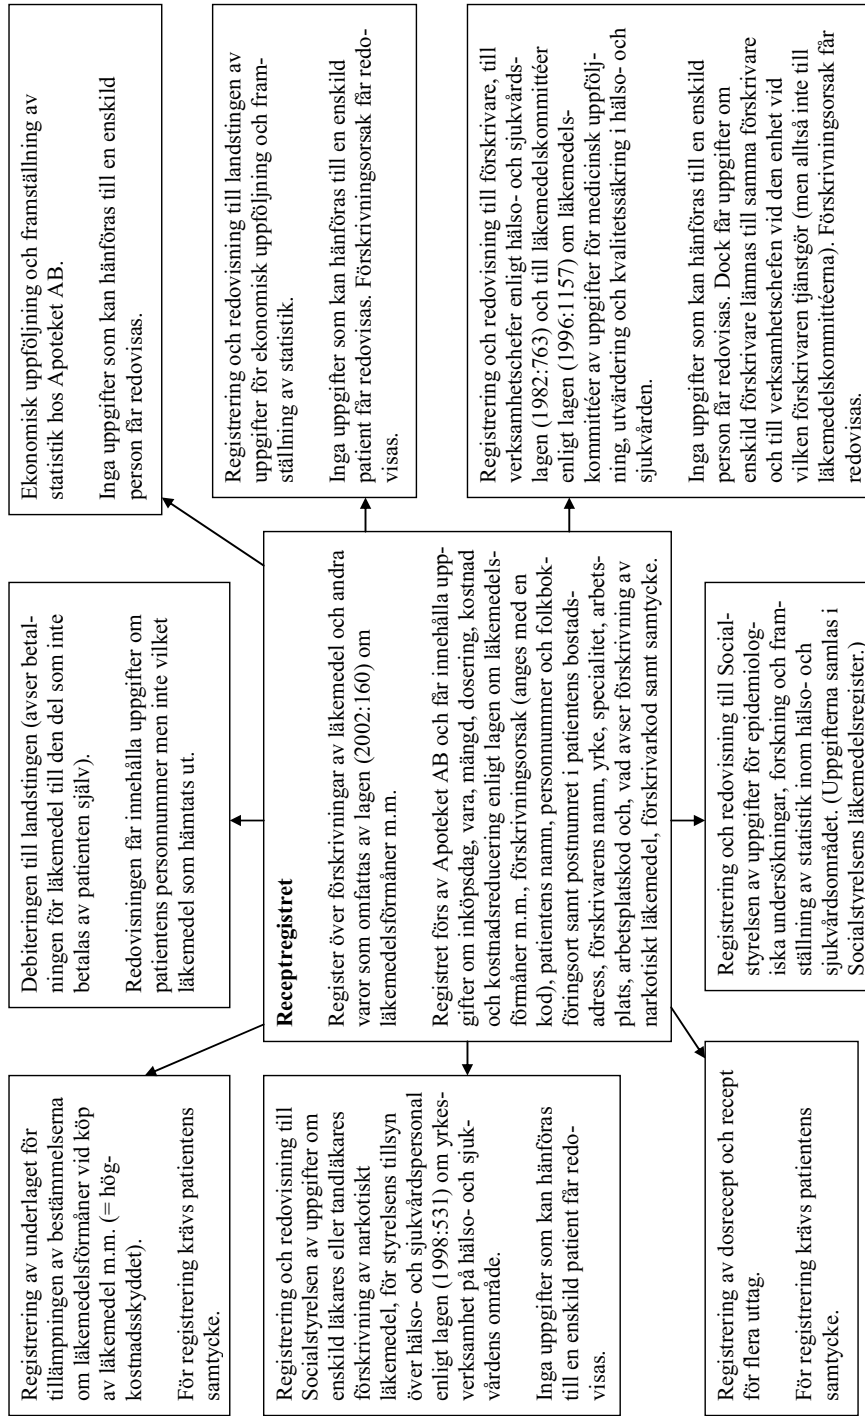 Registrering av underlaget för
tillämpningen av bestämmelserna
om läkemedelsförmåner vid köp
av läkemedel m.m. (= hög-
kostnadsskyddet).
För registrering krävs patientens
samtycke.
Debiteringen till landstingen (avser betal-
ningen för läkemedel till den del som inte
betalas av patienten själv).
Redovisningen får innehålla uppgifter om
patientens personnummer men inte vilket
läkemedel som hämtats ut.
Ekonomisk uppföljning och framställning av
statistik hos Apoteket AB.
Inga uppgifter som kan hänföras till en enskild
person får redovisas.
Registrering och redovisning till
Socialstyrelsen av uppgifter om
enskild läkares eller tandläkares
förskrivning av narkotiskt
läkemedel, för styrelsens tillsyn
över hälso- och sjukvårdspersonal
enligt lagen (1998:531) om yrkes-
verksamhet på hälso- och sjuk-
vårdens område.
Inga uppgifter som kan hänföras
till en enskild patient får redo-
visas.
Receptregistret
Register över förskrivningar av läkemedel och andra
varor som omfattas av lagen (2002:160) om
läkemedelsförmåner m.m.
Registret förs av Apoteket AB och får innehålla upp-
gifter om inköpsdag, vara, mängd, dosering, kostnad
och kostnadsreducering enligt lagen om läkemedels-
förmåner m.m., förskrivningsorsak (anges med en
kod), patientens namn, personnummer och folkbok-
föringsort samt postnumret i patientens bostads-
adress, förskrivarens namn, yrke, specialitet, arbets-
plats, arbetsplatskod och, vad avser förskrivning av
narkotiskt läkemedel, förskrivarkod samt samtycke.
Registrering och redovisning till landstingen av
uppgifter för ekonomisk uppföljning och fram-
ställning av statistik.
Inga uppgifter som kan hänföras till en enskild
patient får redovisas. Förskrivningsorsak får redo-
visas.
Registrering och redovisning till förskrivare, till
verksamhetschefer enligt hälso- och sjukvårds-
lagen (1982:763) och till läkemedelskommittéer
enligt lagen (1996:1157) om läkemedels-
kommittéer av uppgifter för medicinsk uppfölj-
ning, utvärdering och kvalitetssäkring i hälso- och
sjukvården.
Inga uppgifter som kan hänföras till en enskild
person får redovisas. Dock får uppgifter om
enskild förskrivare lämnas till samma förskrivare
och till verksamhetschefen vid den enhet vid
vilken förskrivaren tjänstgör (men alltså inte till
läkemedelskommittéerna). Förskrivningsorsak får
redovisas.
Registrering av dosrecept och recept
för flera uttag.
För registrering krävs patientens
samtycke.
Registrering och redovisning till Social-
styrelsen av uppgifter för epidemiolog-
iska undersökningar, forskning och fram-
ställning av statistik inom hälso- och
sjukvårdsområdet. (Uppgifterna samlas i
Socialstyrelsens läkemedelsregister.)